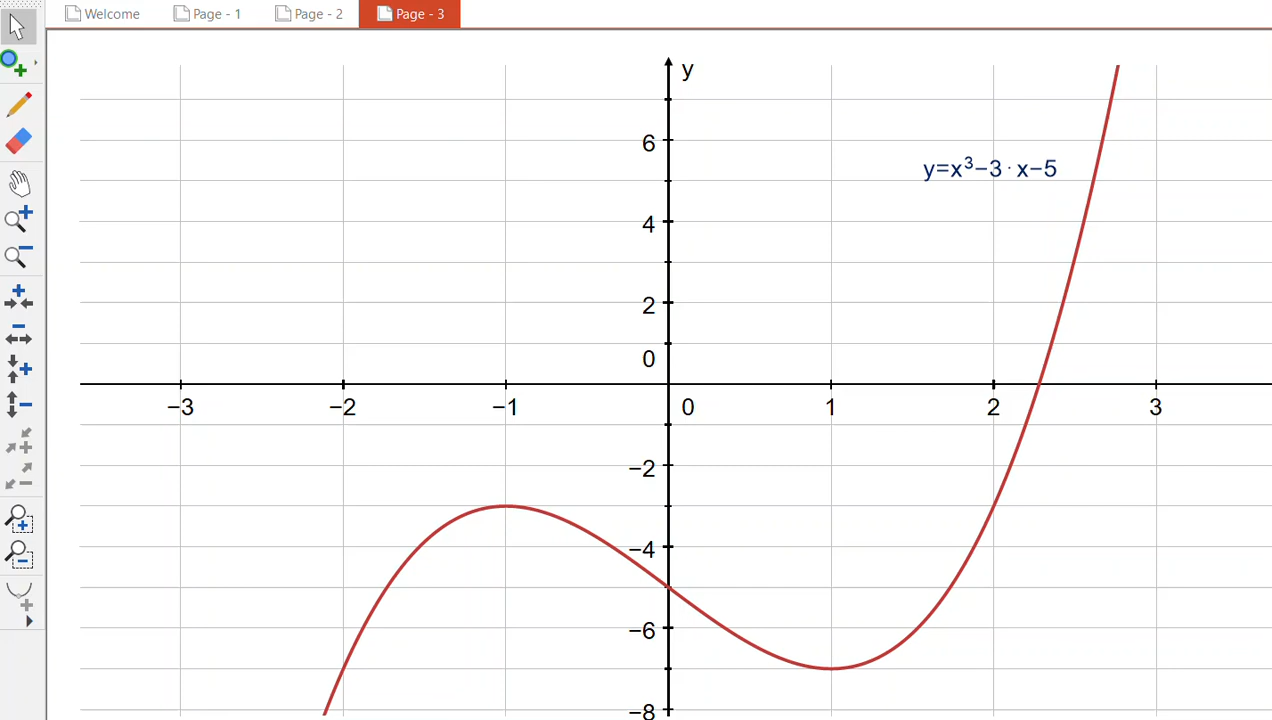 Welcome Page - 1 Page - 2 Page - 3
y
6
y=x³−3·x−5
4
2
0
−3 −2 −1 0 1 2 3
−2
−4
−6
−8